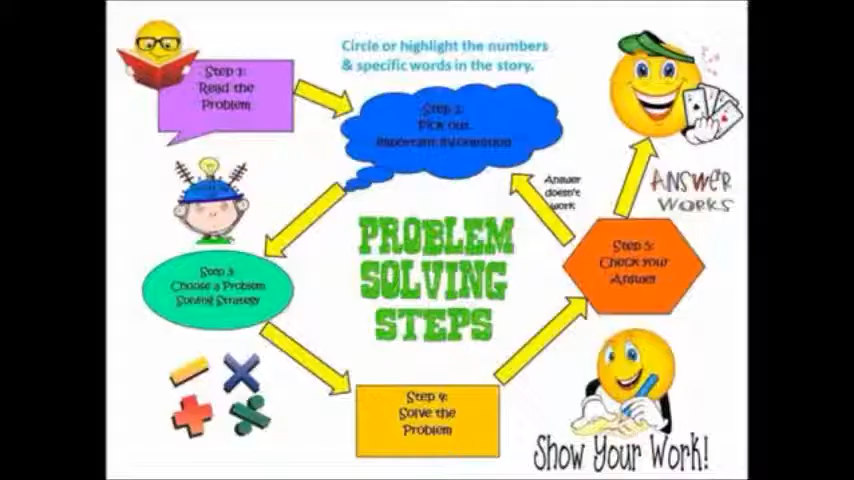 Circle or highlight the numbers
& specific words in the story.
Step 1:
Read the
Problem
Step 2:
Pick out
Important Information
Step 3:
Choose a Problem
Solving Strategy
PROBLEM
SOLVING
STEPS
Answer
doesn't
work
ANSWER
WORKS
Step 5:
Check your
Answer
Step 4:
Solve the
Problem
Show Your Work!